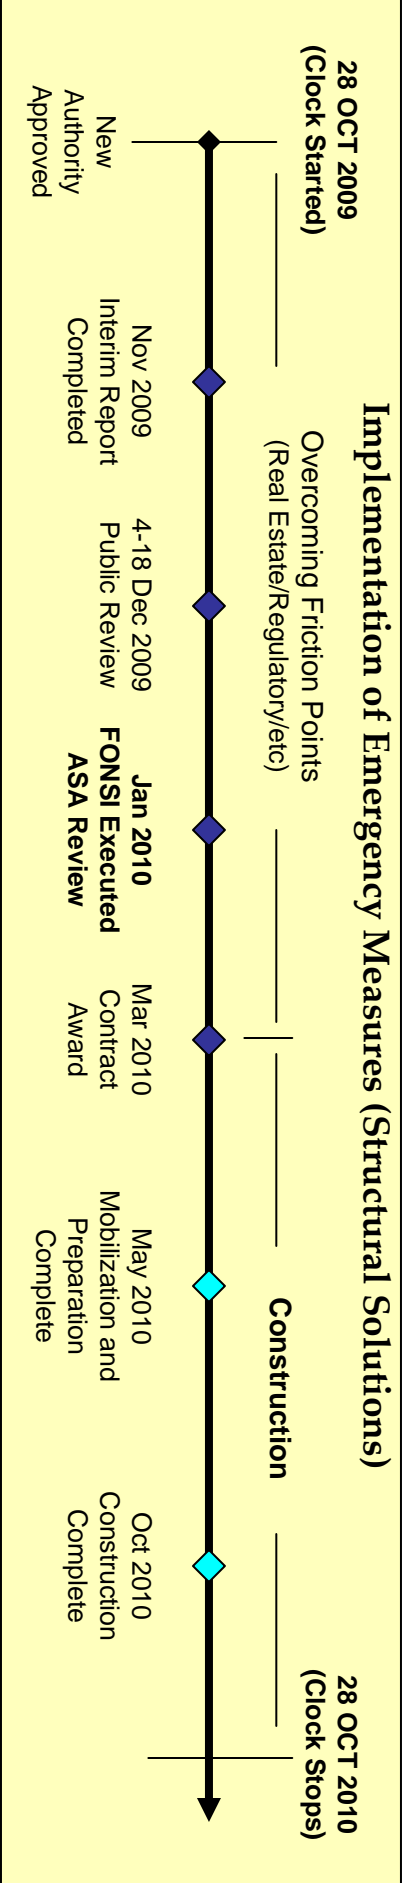 Implementation of Emergency Measures (Structural Solutions)
28 OCT 2009
(Clock Started)
Overcoming Friction Points
(Real Estate/Regulatory/etc)
Construction
28 OCT 2010
(Clock Stops)
New
Authority
Approved
Nov 2009
Interim Report
Completed
4-18 Dec 2009
Public Review
Jan 2010
FONSI Executed
ASA Review
Mar 2010
Contract
Award
May 2010
Mobilization and
Preparation
Complete
Oct 2010
Construction
Complete